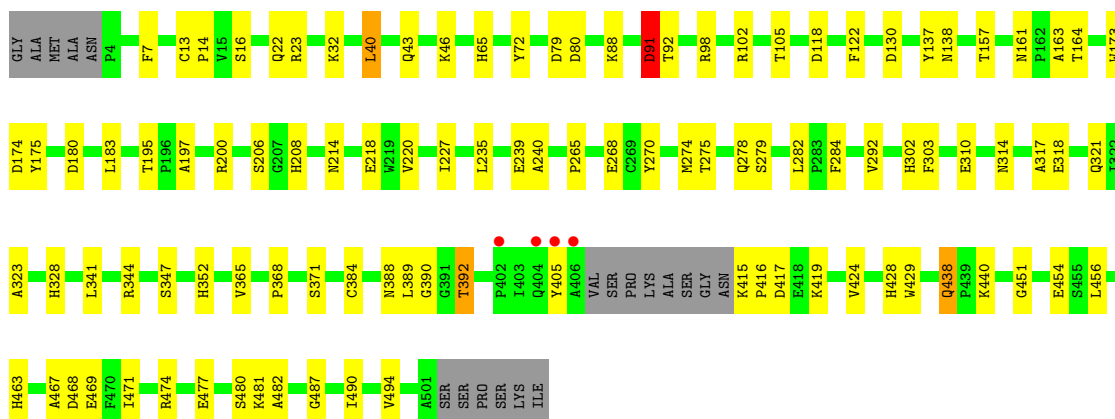 GLY ALA MET ALA ASN P4 F7 C13 P14 V15 S16 Q22 R23 K32 L40 Q43 K46 H65 Y72 D79 D80 K88 D91 T92 R98 R102 T105 D118 F122 D130 Y137 N138 T157 N161 P162 A163 T164 W173
D174 Y175 D180 L183 T195 P196 A197 R200 S206 G207 H208 N214 E218 W219 V220 I227 L235 E239 A240 P265 E268 C269 Y270 M274 T275 Q278 S279 L282 P283 F284 V292 H302 F303 E310 N314 A317 E318 Q321 I322
A323 H328 L341 R344 S347 H352 V365 P368 S371 C384 N388 L389 G390 G391 T392 P402 I403 Q404 Y405 A406 VAL SER PRO LYS ALA SER GLY ASN K415 P416 D417 E418 K419 V424 H428 W429 Q438 P439 K440 G451 E454 S455 L456
H463 A467 D468 E469 F470 I471 R474 E477 S480 K481 A482 G487 I490 V494 A501 SER SER PRO SER LYS ILE